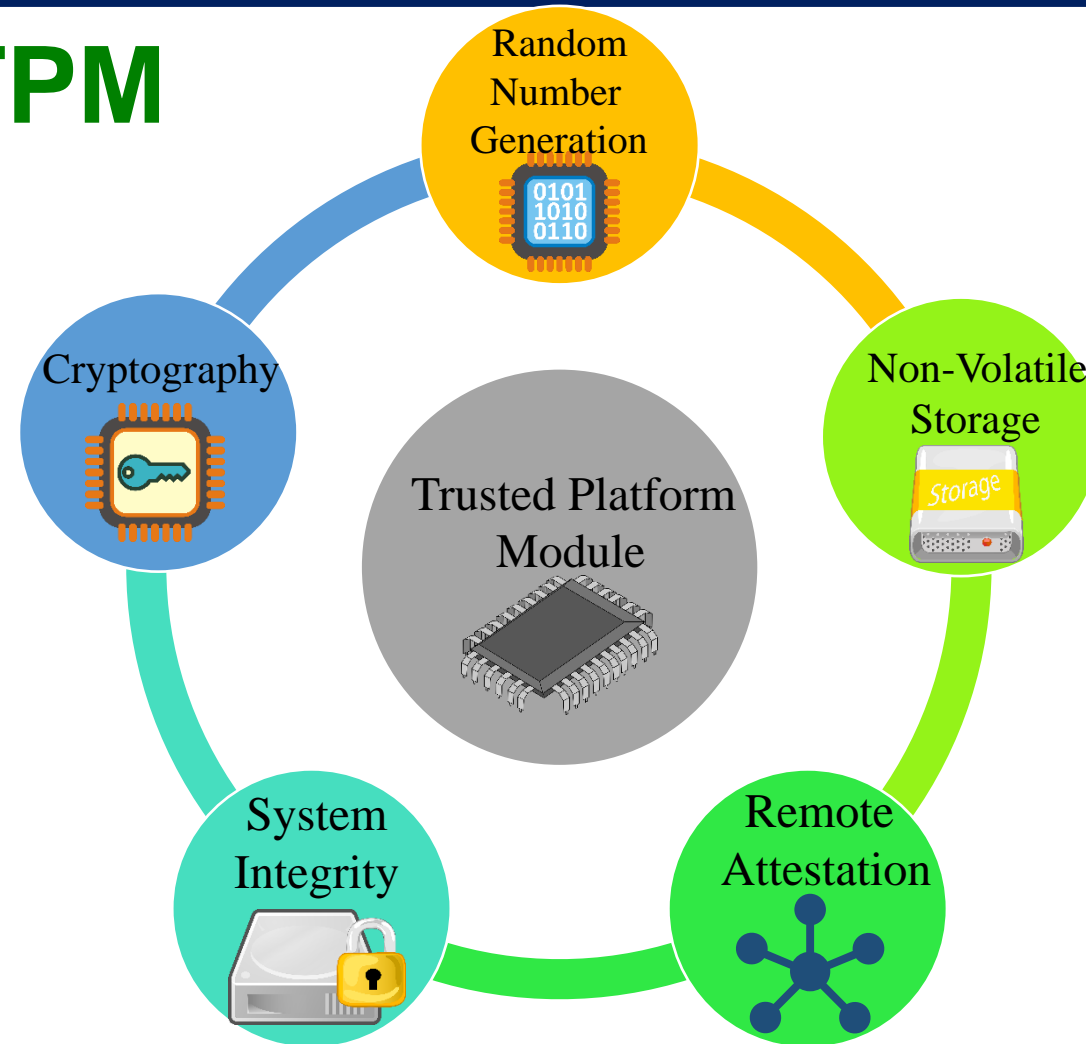 TPM
Random
Number
Generation
0101
1010
0110
Cryptography
Non-Volatile
Storage
Storage
Trusted Platform
Module
System
Integrity
Remote
Attestation